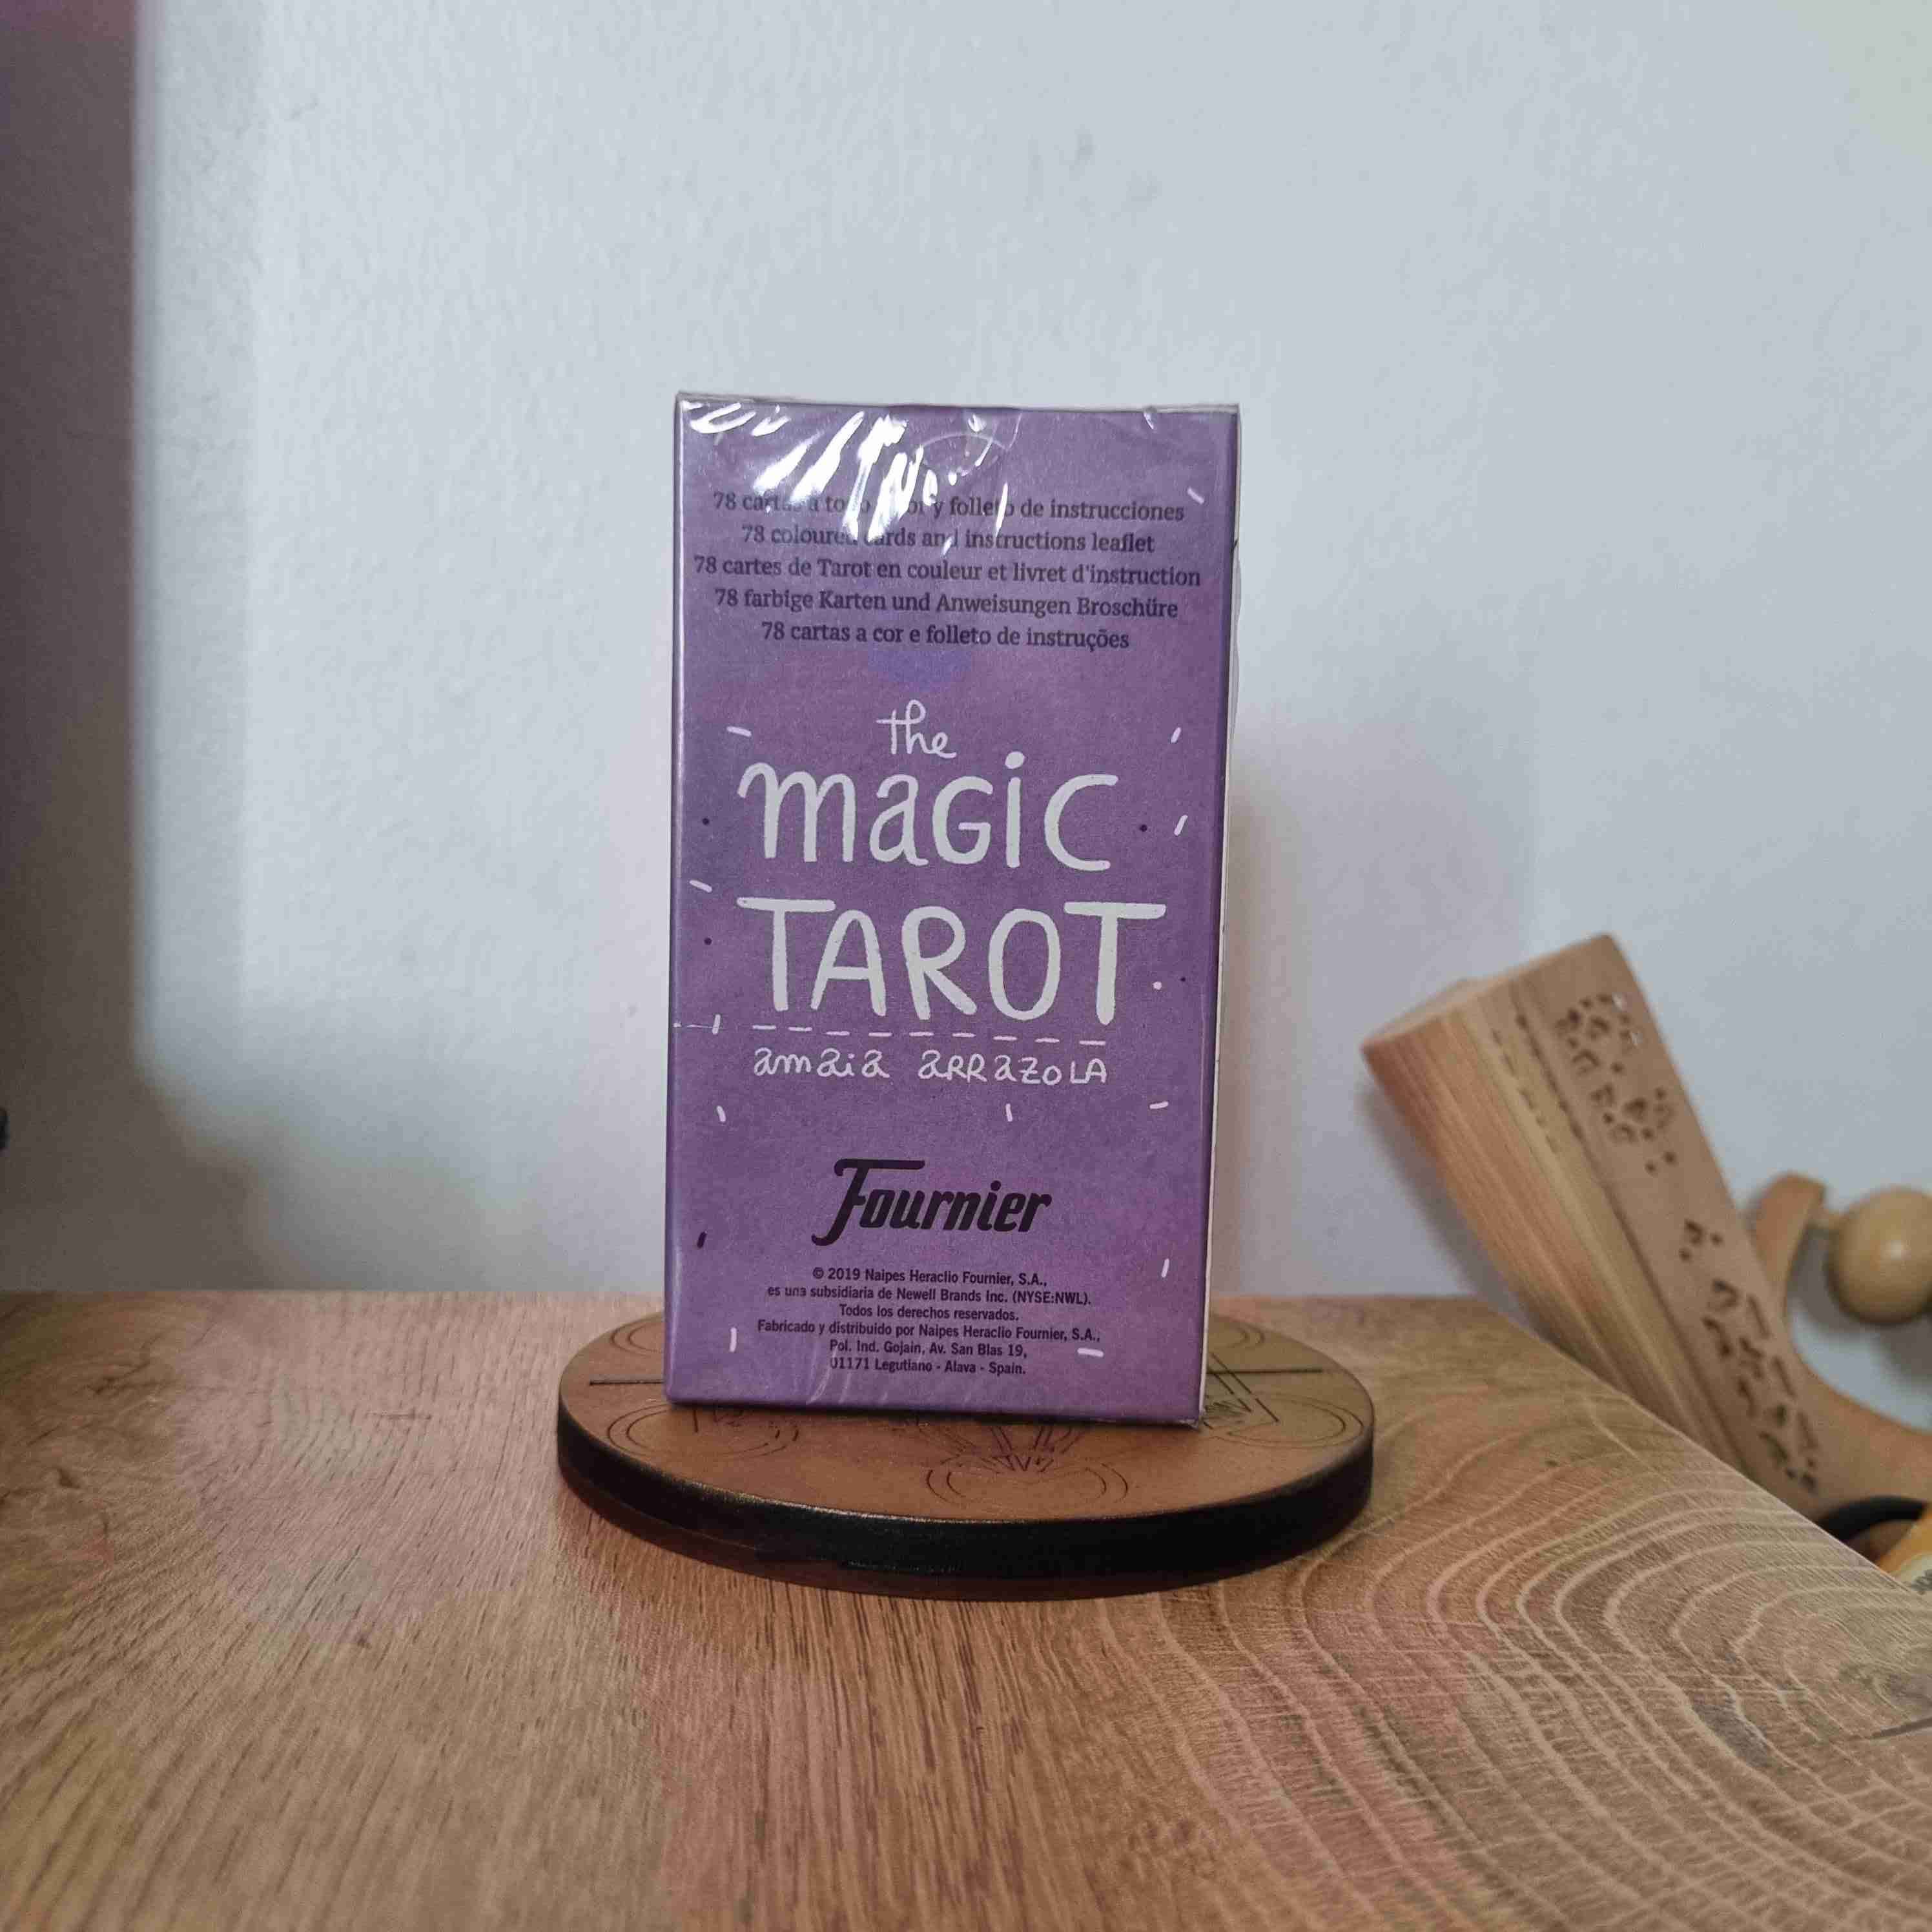 78 cartas a todo color y folleto de instrucciones
78 coloured cards and instructions leaflet
78 cartes de Tarot en couleur et livret d'instruction
78 farbige Karten und Anweisungen Broschüre
78 cartas a cor e folleto de instruções
the
magic
TAROT
amaia arrazola
Fournier
© 2019 Naipes Heraclio Fournier, S.A.,
es una subsidiaria de Newell Brands Inc. (NYSE:NWL).
Todos los derechos reservados.
Fabricado y distribuido por Naipes Heraclio Fournier, S.A.,
Pol. Ind. Gojain, Av. San Blas 19,
01171 Legutiano - Alava - Spain.